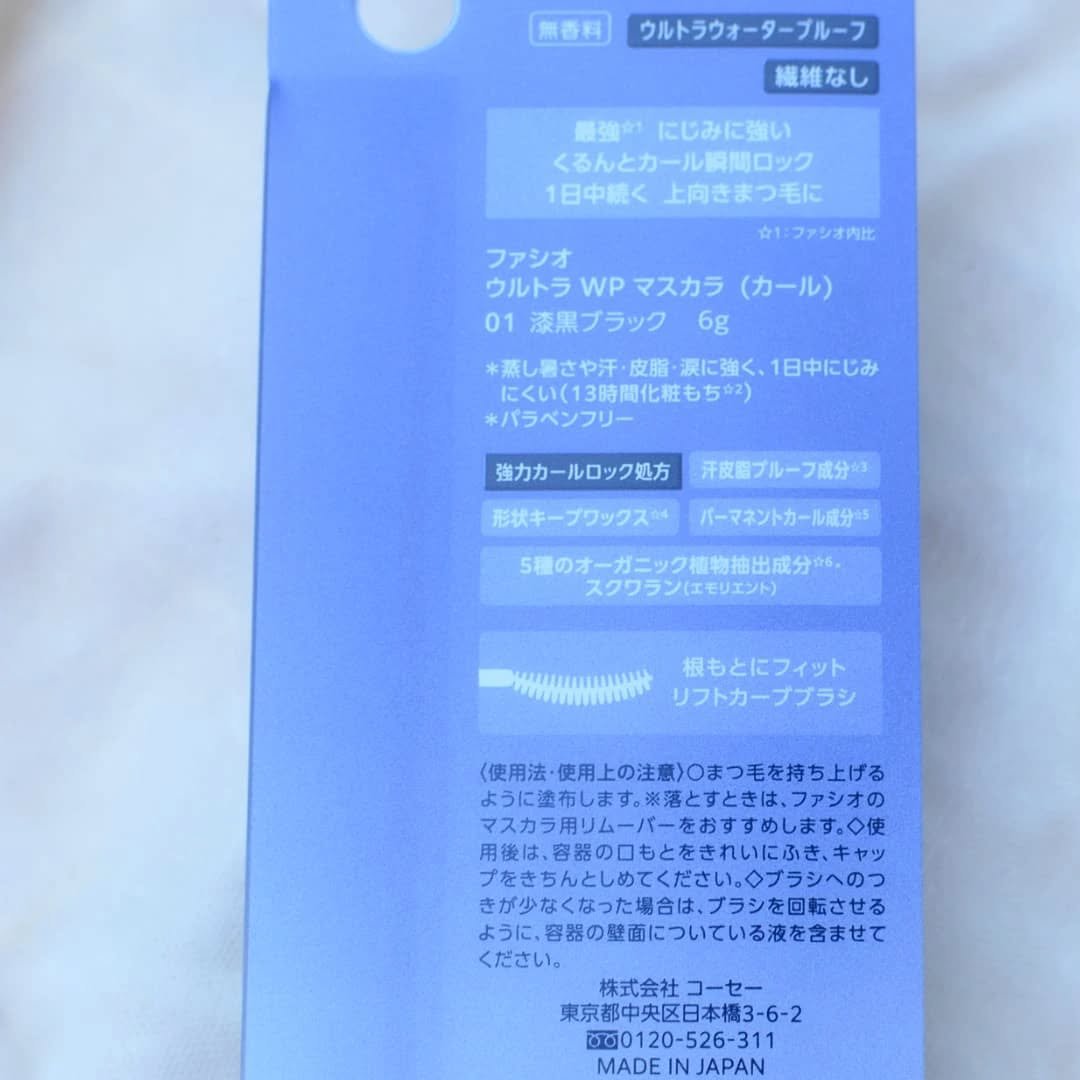 無香料 ウルトラウォータープルーフ
繊維なし
最強☆1 にじみに強い
くるんとカール瞬間ロック
1日中続く 上向きまつ毛に
☆1：ファシオ内比
ファシオ
ウルトラ WP マスカラ (カール)
01 漆黒ブラック 6g
＊蒸し暑さや汗・皮脂・涙に強く、1日中にじみ
にくい(13時間化粧もち☆2)
＊パラベンフリー
強力カールロック処方 汗皮脂プルーフ成分☆3
形状キープワックス☆4 パーマネントカール成分☆5
5種のオーガニック植物抽出成分☆6・
スクワラン(エモリエント)
根もとにフィット
リフトカーブブラシ
〈使用法・使用上の注意〉○まつ毛を持ち上げる
ように塗布します。※落とすときは、ファシオの
マスカラ用リムーバーをおすすめします。◇使
用後は、容器の口もとをきれいにふき、キャッ
プをきちんとしめてください。◇ブラシへのつ
きが少なくなった場合は、ブラシを回転させる
ように、容器の壁面についている液を含ませて
ください。
株式会社 コーセー
東京都中央区日本橋3-6-2
0120-526-311
MADE IN JAPAN